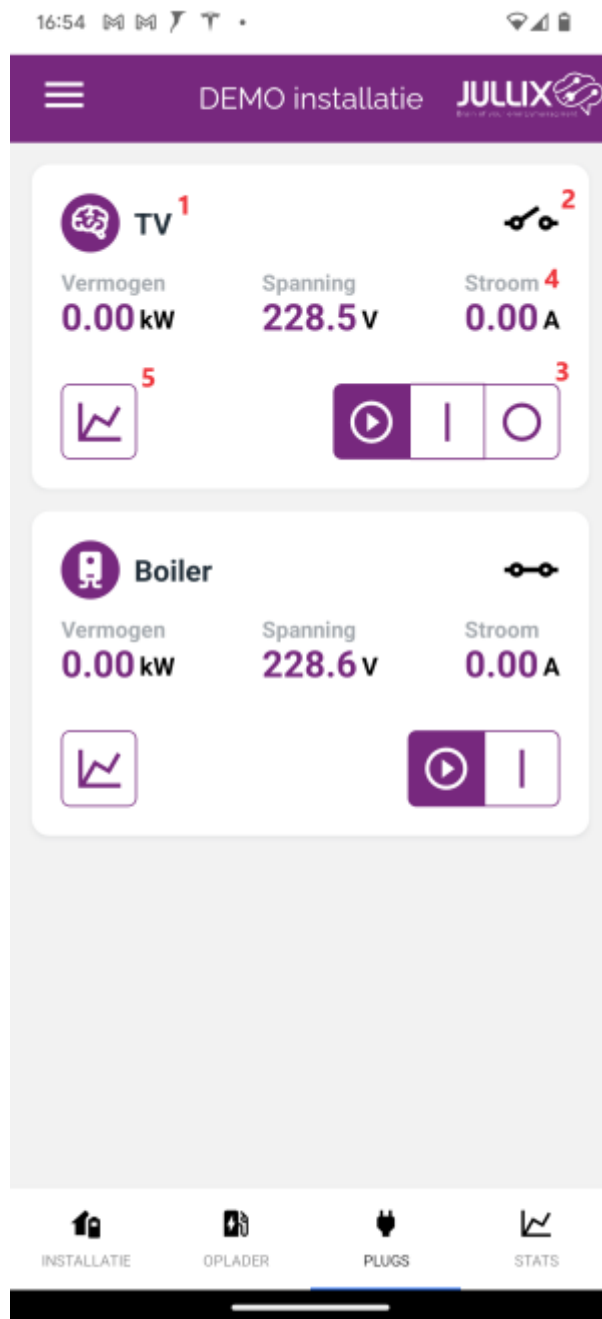 16:54
DEMO installatie JULLIX
TV 1 2
Vermogen Spanning Stroom 4
0.00 kW 228.5 V 0.00 A
5 3
Boiler
Vermogen Spanning Stroom
0.00 kW 228.6 V 0.00 A
INSTALLATIE OPLADER PLUGS STATS